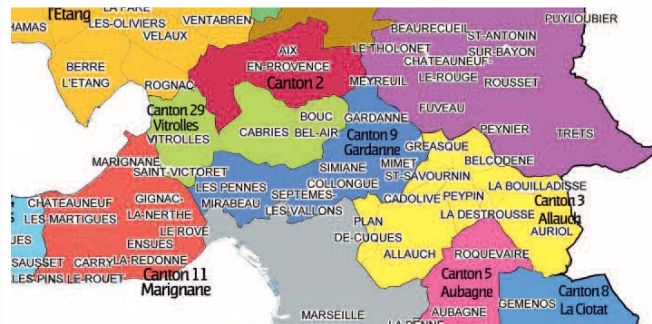 LA FARE
l'Etang
HAMAS
LES-OLIVIERS
VENTABREN
VELAUX
PUYLOUBIER
BEAURECUEIL
ST-ANTONIN
SUR-BAYON
LE-THOLONET
CHATEAUNEUF-
LE-ROUGE
AIX
EN-PROVENCE
Canton 2
BERRE
L'ETANG
ROGNAC
MEYREUIL
ROUSSET
FUVEAU
Canton 29
Vitrolles
VITROLLES
BOUC
BEL-AIR
CABRIES
GARDANNE
Canton 9
Gardanne
PEYNIER
TRETS
GREASQUE
BELCODENE
MARIGNANE
SAINT-VICTORET
SIMIANE
COLLONGUE
MIMET
ST-SAVOURNIN
LES PENNES
MIRABEAU
SEPTEMES-
LES-VALLONS
CADOLIVE
PEYPIN
LA BOUILLADISSE
Canton 3
Allauch
LA DESTROUSSE
AURIOL
CHATEAUNEUF
LES-MARTIGUES
GIGNAC-
LA-NERTHE
LE ROVE
PLAN
DE-CUQUES
ALLAUCH
ROQUEVAIRE
UES
ENSUES
LA-REDONNE
SAUSSET
LES-PINS
CARRY
LE-ROUET
Canton 11
Marignane
Canton 5
Aubagne
Canton 8
La Ciotat
GEMENOS
AUBAGNE
MARSEILLE
LA PENNE